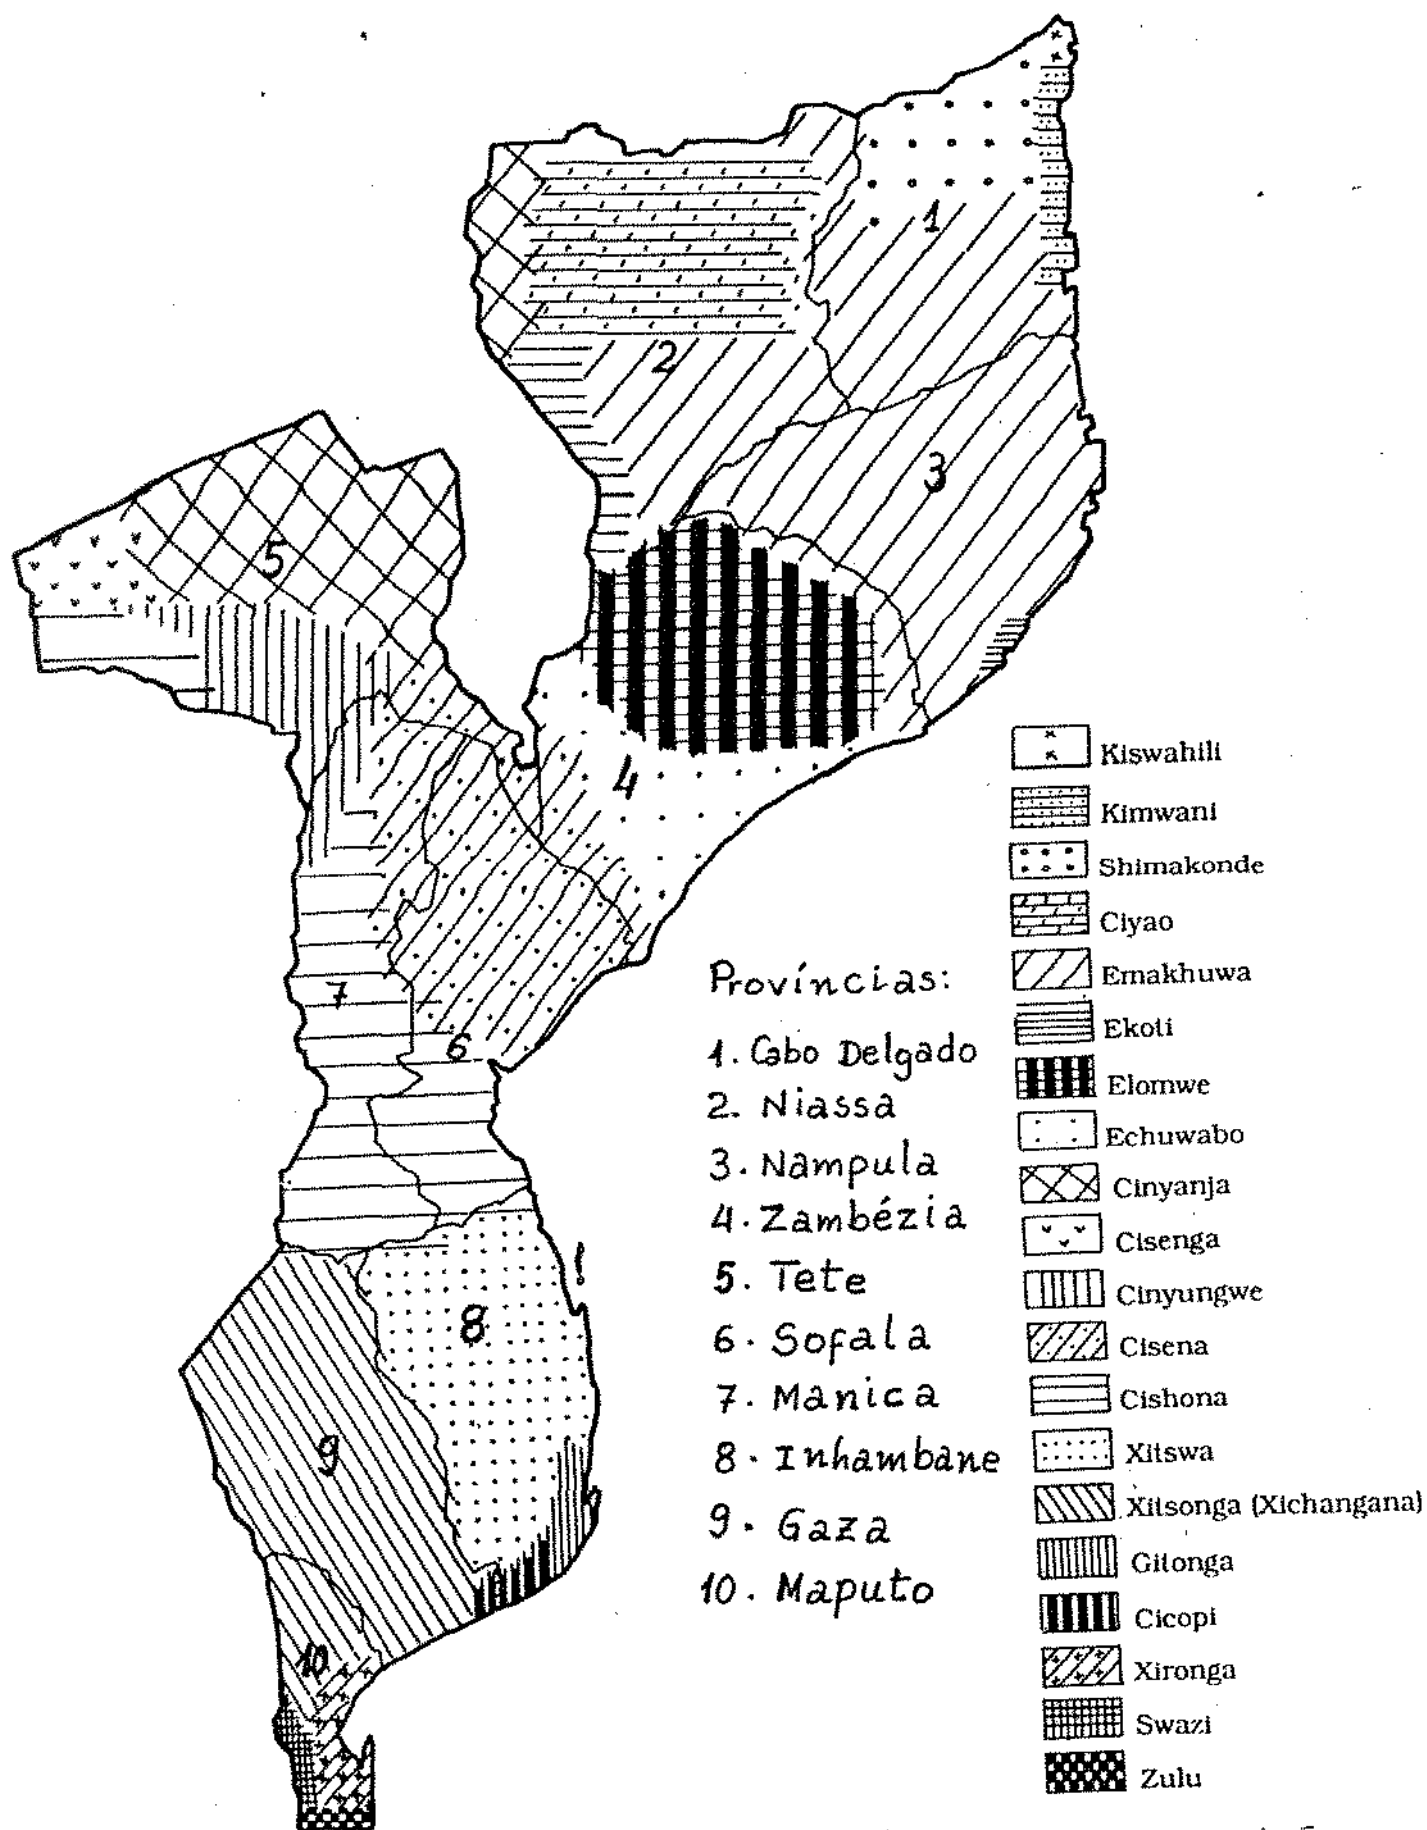 1
2
3
5
4
7
6
8
9
10
Províncias:
1. Cabo Delgado
2. Niassa
3. Nampula
4. Zambézia
5. Tete
6. Sofala
7. Manica
8. Inhambane
9. Gaza
10. Maputo
Kiswahili
Kimwani
Shimakonde
Ciyao
Emakhuwa
Ekoti
Elomwe
Echuwabo
Cinyanja
Cisenga
Cinyungwe
Cisena
Cishona
Xitswa
Xitsonga (Xichangana)
Gitonga
Cicopi
Xironga
Swazi
Zulu